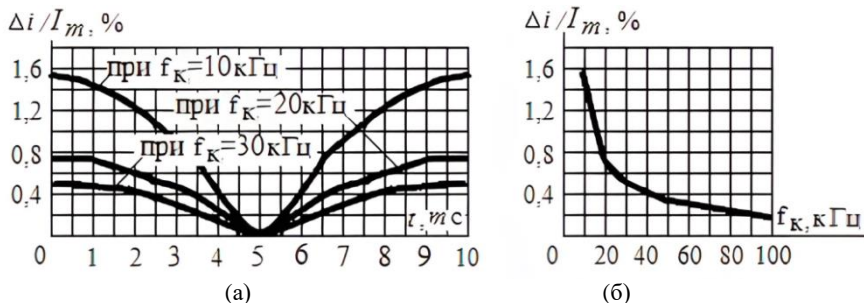 Δi/I_m, %
1,6
1,2
0,8
0,4
при f_к=10кГц
при f_к=20кГц
при f_к=30кГц
t, mc
0 1 2 3 4 5 6 7 8 9 10
(а)
Δi/I_m, %
1,6
1,2
0,8
0,4
f_к, кГц
0 20 40 60 80 100
(б)